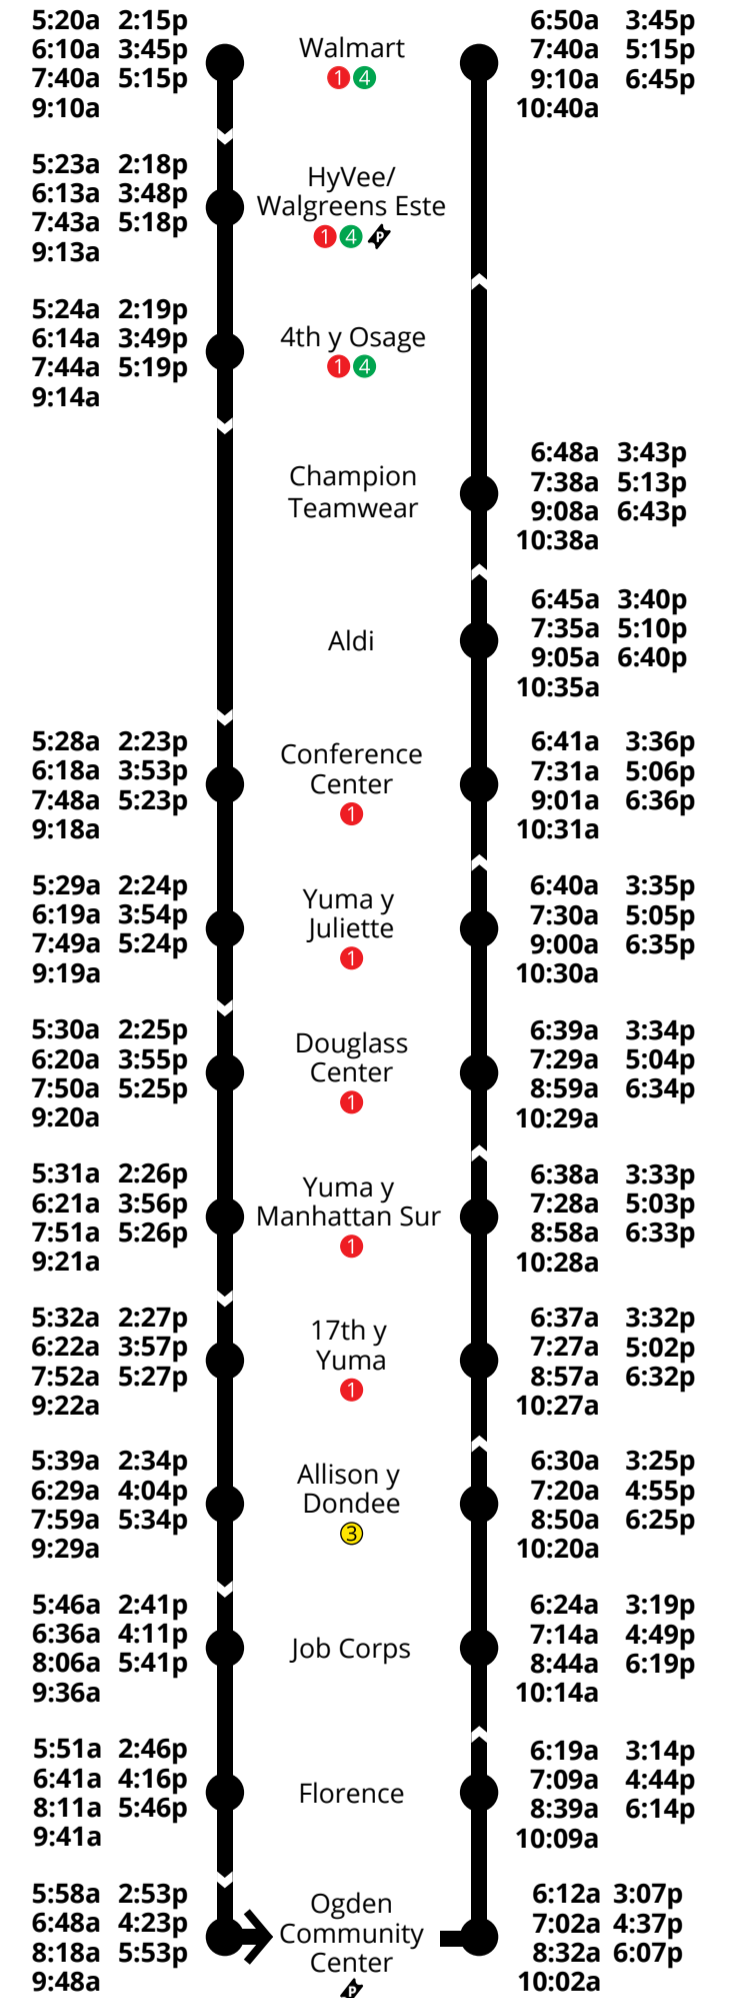 5:20a 2:15p
6:10a 3:45p
7:40a 5:15p
9:10a
Walmart
1 4
6:50a 3:45p
7:40a 5:15p
9:10a 6:45p
10:40a
5:23a 2:18p
6:13a 3:48p
7:43a 5:18p
9:13a
HyVee/
Walgreens Este
1 4 P
5:24a 2:19p
6:14a 3:49p
7:44a 5:19p
9:14a
4th y Osage
1 4
Champion
Teamwear
6:48a 3:43p
7:38a 5:13p
9:08a 6:43p
10:38a
Aldi
6:45a 3:40p
7:35a 5:10p
9:05a 6:40p
10:35a
5:28a 2:23p
6:18a 3:53p
7:48a 5:23p
9:18a
Conference
Center
1
6:41a 3:36p
7:31a 5:06p
9:01a 6:36p
10:31a
5:29a 2:24p
6:19a 3:54p
7:49a 5:24p
9:19a
Yuma y
Juliette
1
6:40a 3:35p
7:30a 5:05p
9:00a 6:35p
10:30a
5:30a 2:25p
6:20a 3:55p
7:50a 5:25p
9:20a
Douglass
Center
1
6:39a 3:34p
7:29a 5:04p
8:59a 6:34p
10:29a
5:31a 2:26p
6:21a 3:56p
7:51a 5:26p
9:21a
Yuma y
Manhattan Sur
1
6:38a 3:33p
7:28a 5:03p
8:58a 6:33p
10:28a
5:32a 2:27p
6:22a 3:57p
7:52a 5:27p
9:22a
17th y
Yuma
1
6:37a 3:32p
7:27a 5:02p
8:57a 6:32p
10:27a
5:39a 2:34p
6:29a 4:04p
7:59a 5:34p
9:29a
Allison y
Dondee
3
6:30a 3:25p
7:20a 4:55p
8:50a 6:25p
10:20a
5:46a 2:41p
6:36a 4:11p
8:06a 5:41p
9:36a
Job Corps
6:24a 3:19p
7:14a 4:49p
8:44a 6:19p
10:14a
5:51a 2:46p
6:41a 4:16p
8:11a 5:46p
9:41a
Florence
6:19a 3:14p
7:09a 4:44p
8:39a 6:14p
10:09a
5:58a 2:53p
6:48a 4:23p
8:18a 5:53p
9:48a
Ogden
Community
Center
P
6:12a 3:07p
7:02a 4:37p
8:32a 6:07p
10:02a